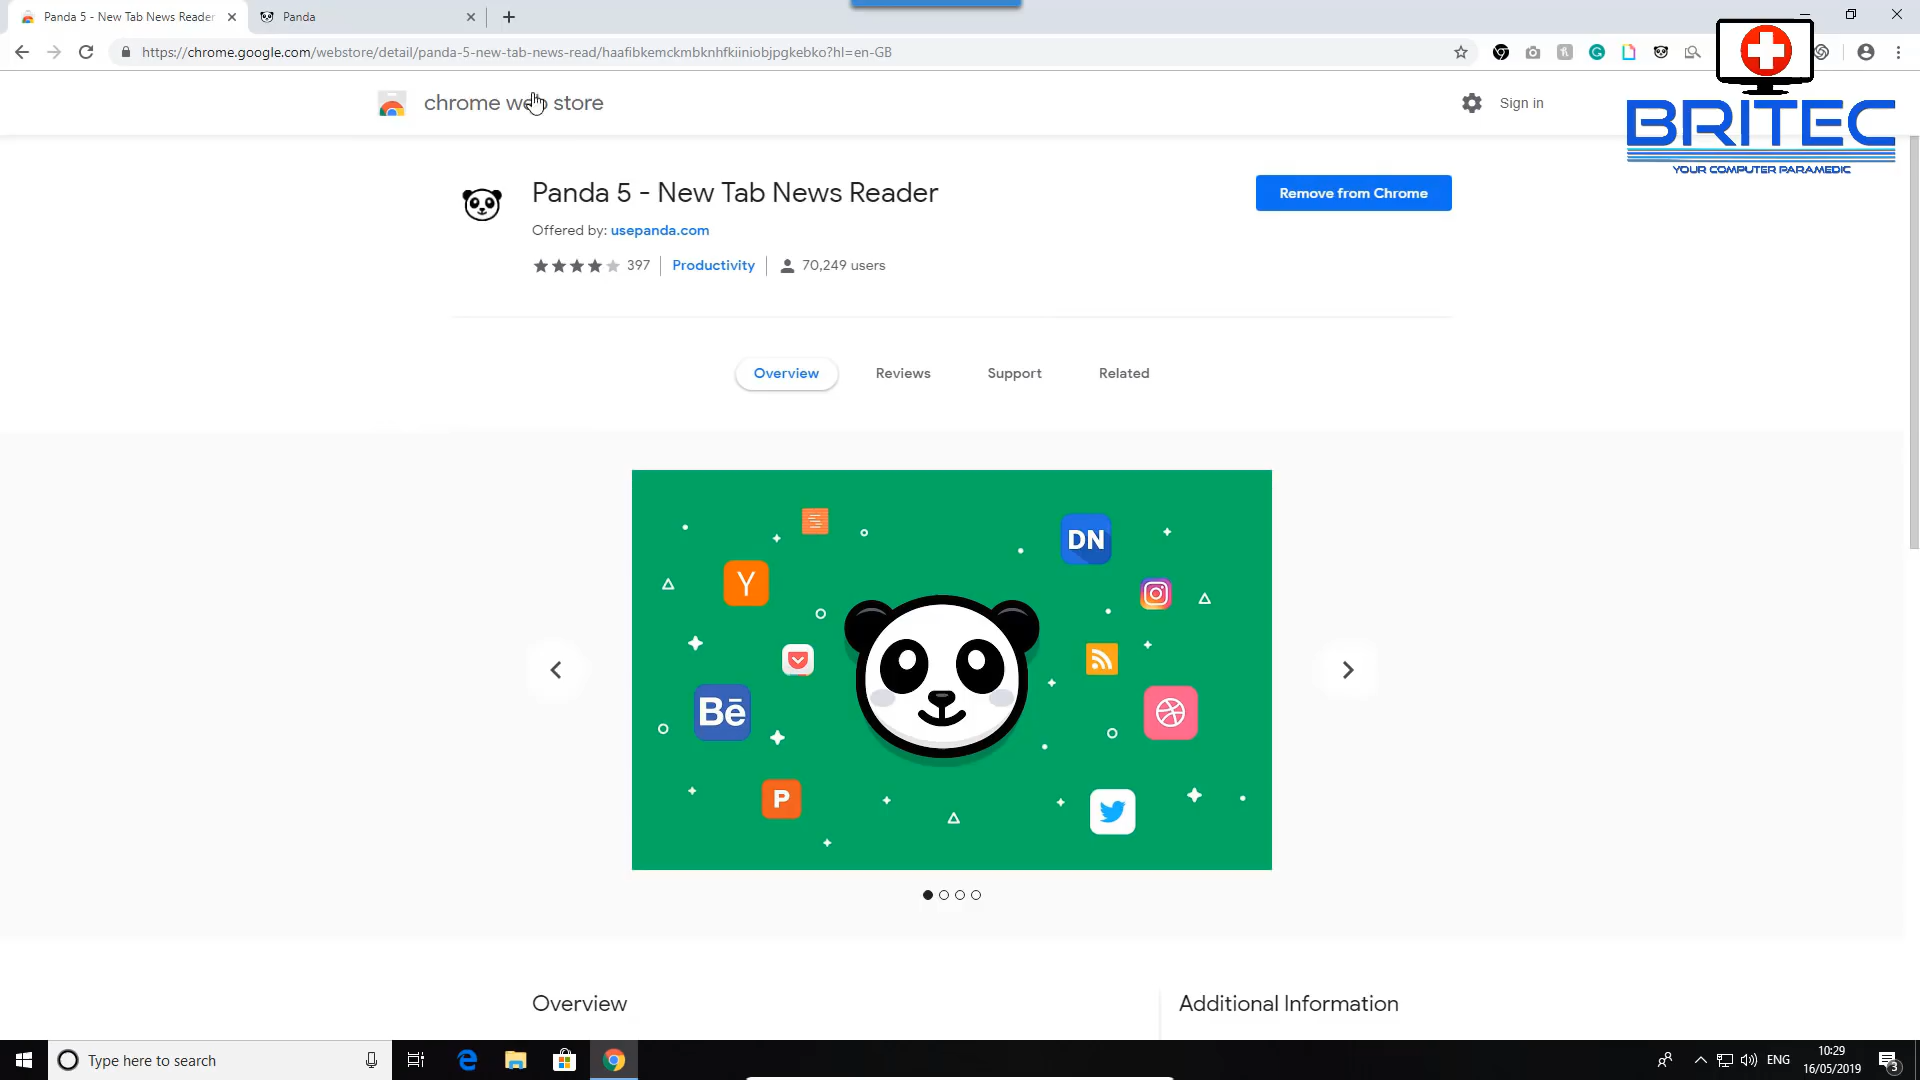 Panda 5 - New Tab News Reader
Panda
https://chrome.google.com/webstore/detail/panda-5-new-tab-news-read/haafibkemckmbknhfkiiniobjpgkebko?hl=en-GB
chrome web store
Sign in
BRITEC
YOUR COMPUTER PARAMEDIC
Panda 5 - New Tab News Reader
Remove from Chrome
Offered by: usepanda.com
397
Productivity
70,249 users
Overview
Reviews
Support
Related
DN
Y
Bē
P
Overview
Additional Information
Type here to search
ENG
10:29
16/05/2019
3